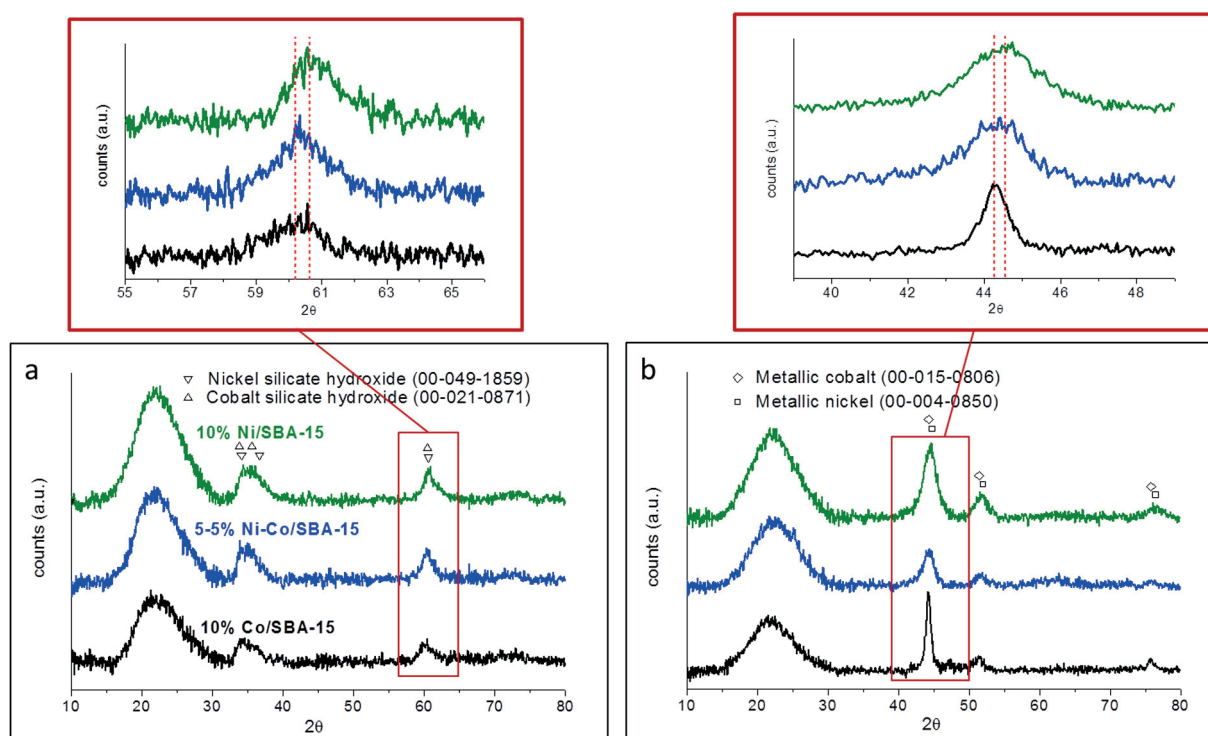 counts (a.u.)
55 57 59 61 63 65
2θ
counts (a.u.)
40 42 44 46 48
2θ
a
▽ Nickel silicate hydroxide (00-049-1859)
△ Cobalt silicate hydroxide (00-021-0871)
10% Ni/SBA-15
5-5% Ni-Co/SBA-15
10% Co/SBA-15
counts (a.u.)
10 20 30 40 50 60 70 80
2θ
b
◇ Metallic cobalt (00-015-0806)
□ Metallic nickel (00-004-0850)
counts (a.u.)
10 20 30 40 50 60 70 80
2θ